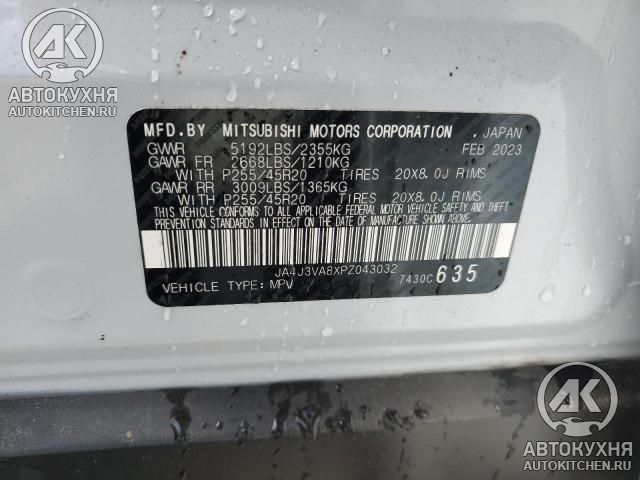 AK
АВТОКУХНЯ
AUTOKITCHEN.BY
MFD.BY MITSUBISHI MOTORS CORPORATION , JAPAN
GVWR 5192LBS/2355KG FEB 2023
GAWR FR 2668LBS/1210KG
WITH P255/45R20 TIRES 20X8.0J RIMS
GAWR RR 3009LBS/1365KG
WITH P255/45R20 TIRES 20X8.0J RIMS
THIS VEHICLE CONFORMS TO ALL APPLICABLE FEDERAL MOTOR VEHICLE SAFETY AND THEFT
PREVENTION STANDARDS IN EFFECT ON THE DATE OF MANUFACTURE SHOWN ABOVE.
JA4J3VA8XPZ043032
VEHICLE TYPE: MPV 7430C 635
AK
АВТОКУХНЯ
AUTOKITCHEN.BY